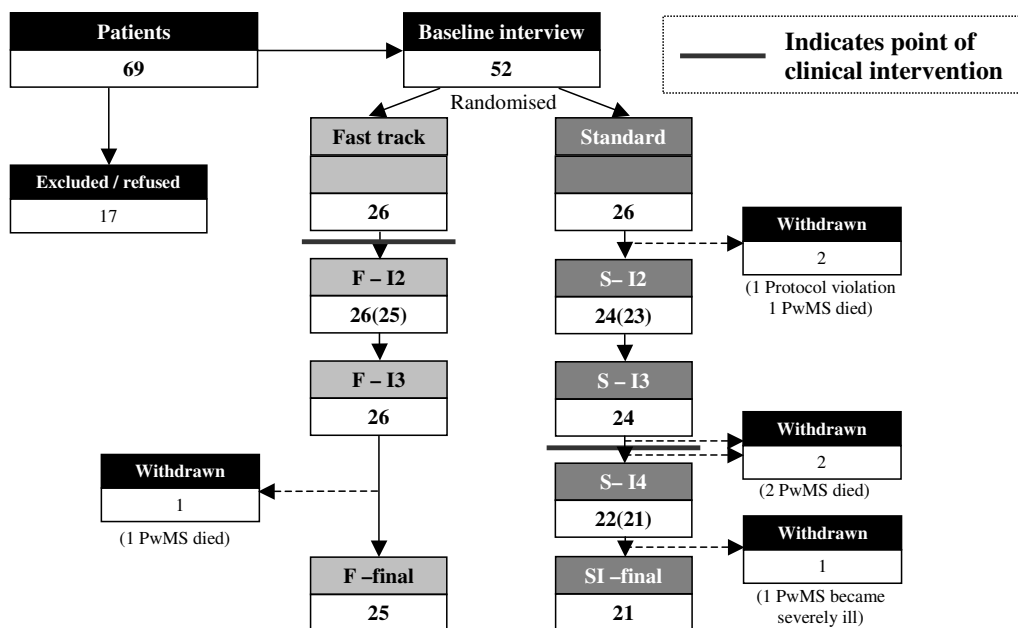 Patients
69
Baseline interview
52
Indicates point of
clinical intervention
Randomised
Excluded / refused
17
Fast track
26
Standard
26
Withdrawn
2
(1 Protocol violation
1 PwMS died)
F – I2
26(25)
S– I2
24(23)
F – I3
26
S – I3
24
Withdrawn
2
(2 PwMS died)
Withdrawn
1
(1 PwMS died)
S– I4
22(21)
Withdrawn
1
(1 PwMS became
severely ill)
F –final
25
SI –final
21